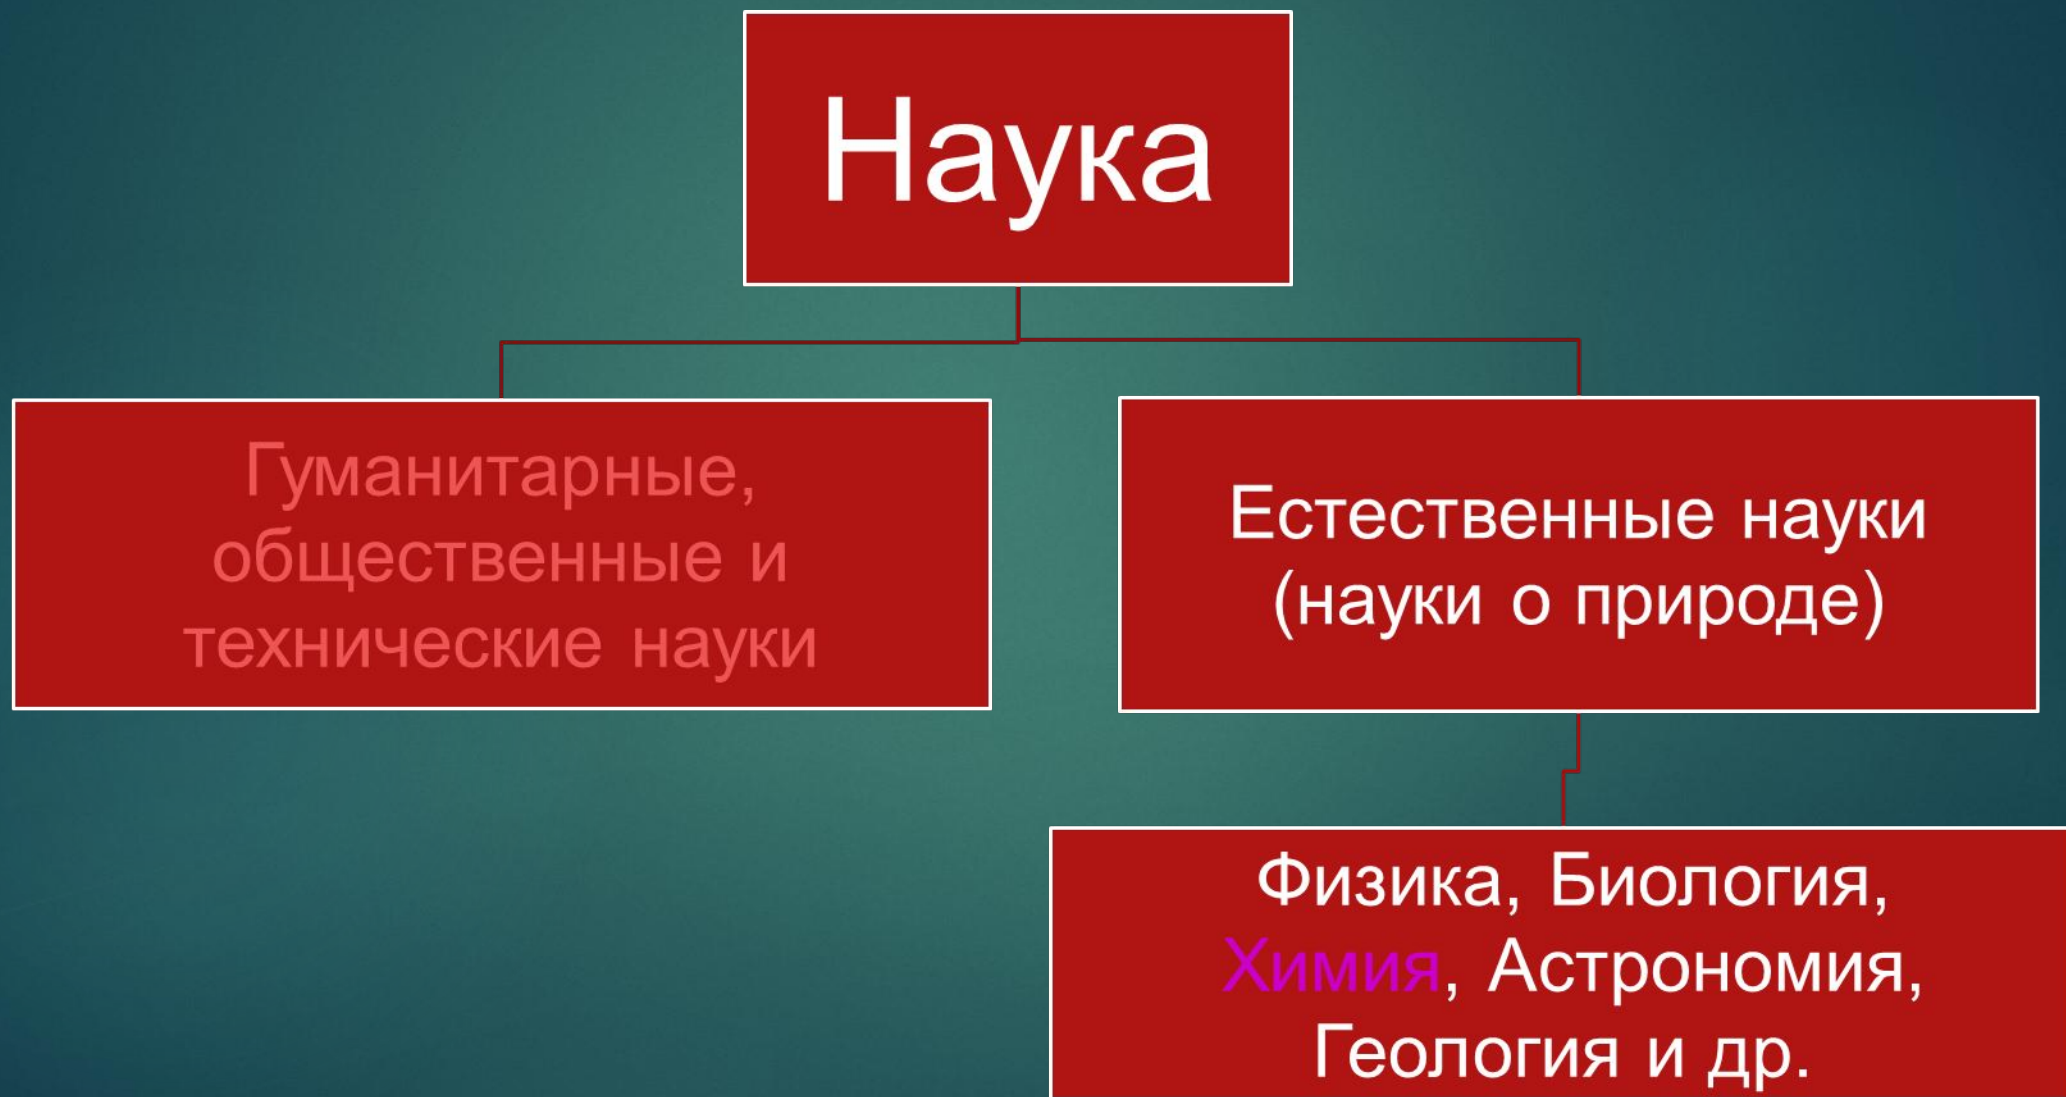 Наука
Гуманитарные,
общественные и
технические науки
Естественные науки
(науки о природе)
Физика, Биология,
Химия, Астрономия,
Геология и др.